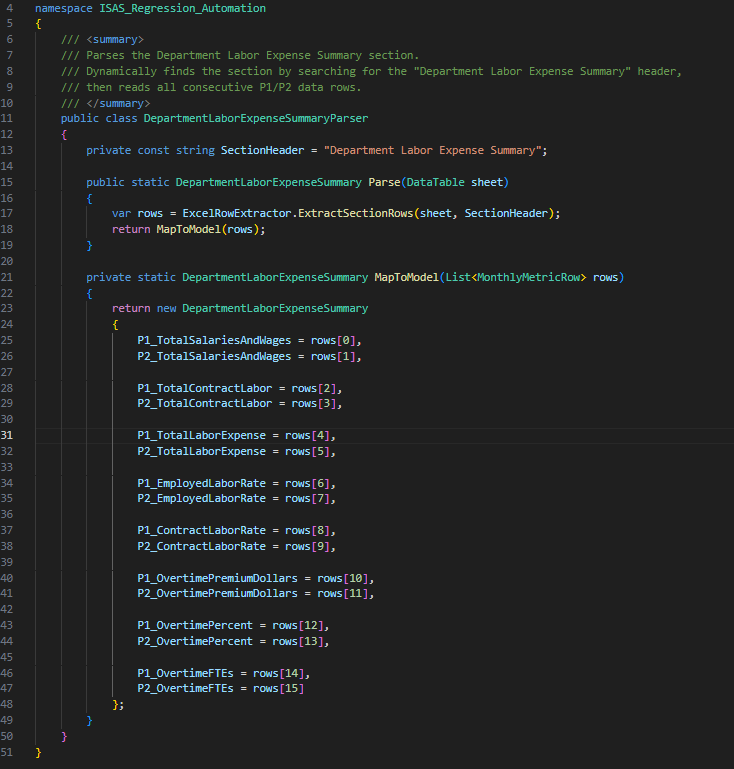 4 namespace ISAS_Regression_Automation
5 {
6 /// <summary>
7 /// Parses the Department Labor Expense Summary section.
8 /// Dynamically finds the section by searching for the "Department Labor Expense Summary" header,
9 /// then reads all consecutive P1/P2 data rows.
10 /// </summary>
11 public class DepartmentLaborExpenseSummaryParser
12 {
13 private const string SectionHeader = "Department Labor Expense Summary";
14
15 public static DepartmentLaborExpenseSummary Parse(DataTable sheet)
16 {
17 var rows = ExcelRowExtractor.ExtractSectionRows(sheet, SectionHeader);
18 return MapToModel(rows);
19 }
20
21 private static DepartmentLaborExpenseSummary MapToModel(List<MonthlyMetricRow> rows)
22 {
23 return new DepartmentLaborExpenseSummary
24 {
25 P1_TotalSalariesAndWages = rows[0],
26 P2_TotalSalariesAndWages = rows[1],
27
28 P1_TotalContractLabor = rows[2],
29 P2_TotalContractLabor = rows[3],
30
31 P1_TotalLaborExpense = rows[4],
32 P2_TotalLaborExpense = rows[5],
33
34 P1_EmployedLaborRate = rows[6],
35 P2_EmployedLaborRate = rows[7],
36
37 P1_ContractLaborRate = rows[8],
38 P2_ContractLaborRate = rows[9],
39
40 P1_OvertimePremiumDollars = rows[10],
41 P2_OvertimePremiumDollars = rows[11],
42
43 P1_OvertimePercent = rows[12],
44 P2_OvertimePercent = rows[13],
45
46 P1_OvertimeFTEs = rows[14],
47 P2_OvertimeFTEs = rows[15]
48 };
49 }
50 }
51 }